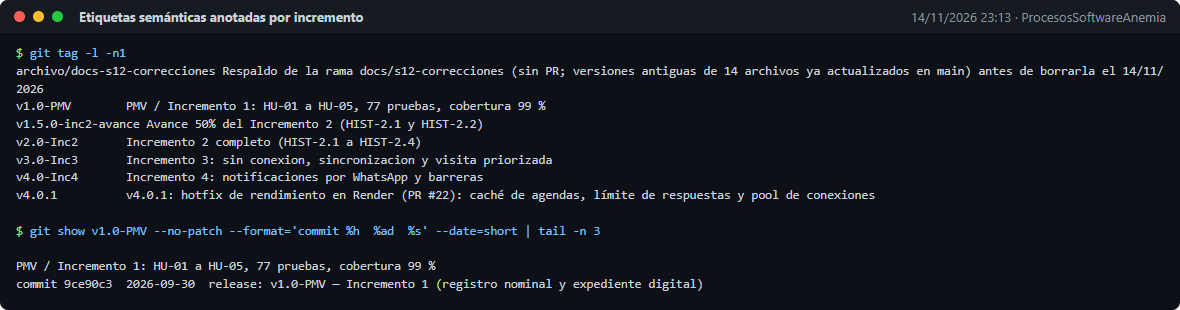 Etiquetas semánticas anotadas por incremento
14/11/2026 23:13 · ProcesosSoftwareAnemia
$ git tag -l -n1
archivo/docs-s12-correcciones Respaldo de la rama docs/s12-correcciones (sin PR; versiones antiguas de 14 archivos ya actualizados en main) antes de borrarla el 14/11/
2026
v1.0-PMV        PMV / Incremento 1: HU-01 a HU-05, 77 pruebas, cobertura 99 %
v1.5.0-inc2-avance Avance 50% del Incremento 2 (HIST-2.1 y HIST-2.2)
v2.0-Inc2       Incremento 2 completo (HIST-2.1 a HIST-2.4)
v3.0-Inc3       Incremento 3: sin conexion, sincronizacion y visita priorizada
v4.0-Inc4       Incremento 4: notificaciones por WhatsApp y barreras
v4.0.1          v4.0.1: hotfix de rendimiento en Render (PR #22): caché de agendas, límite de respuestas y pool de conexiones
$ git show v1.0-PMV --no-patch --format='commit %h  %ad  %s' --date=short | tail -n 3
PMV / Incremento 1: HU-01 a HU-05, 77 pruebas, cobertura 99 %
commit 9ce90c3  2026-09-30  release: v1.0-PMV — Incremento 1 (registro nominal y expediente digital)